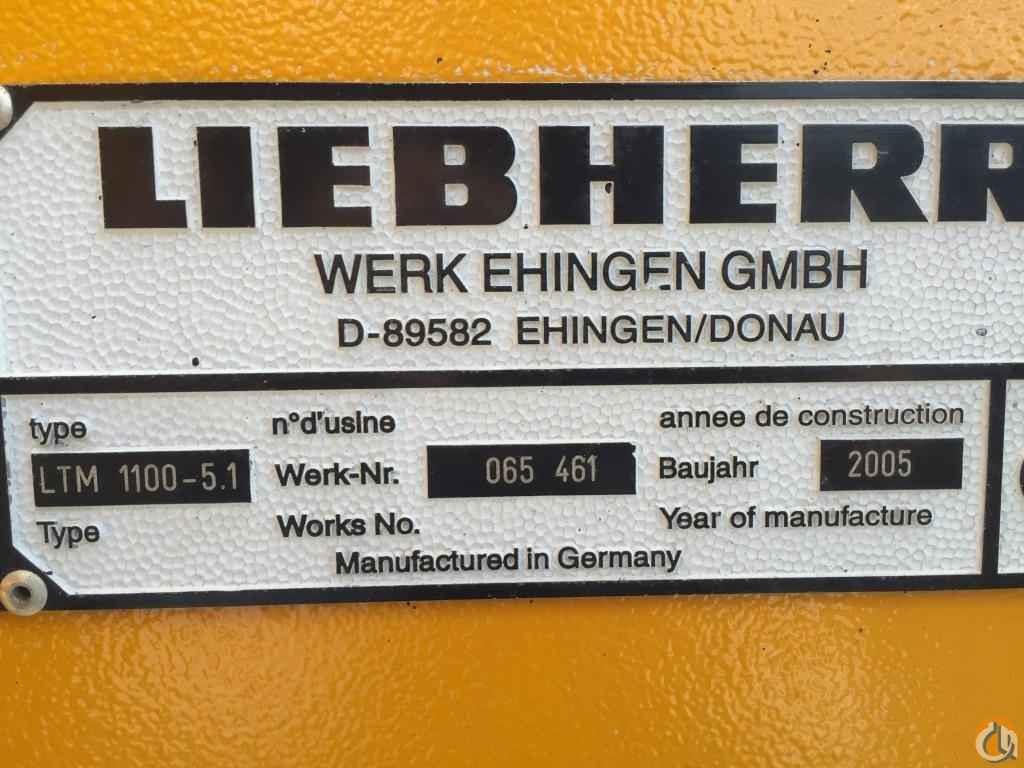 LIEBHERR
WERK EHINGEN GMBH
D-89582 EHINGEN/DONAU
type n°d'usine annee de construction
LTM 1100-5.1 Werk-Nr. 065 461 Baujahr 2005
Type Works No. Year of manufacture
Manufactured in Germany